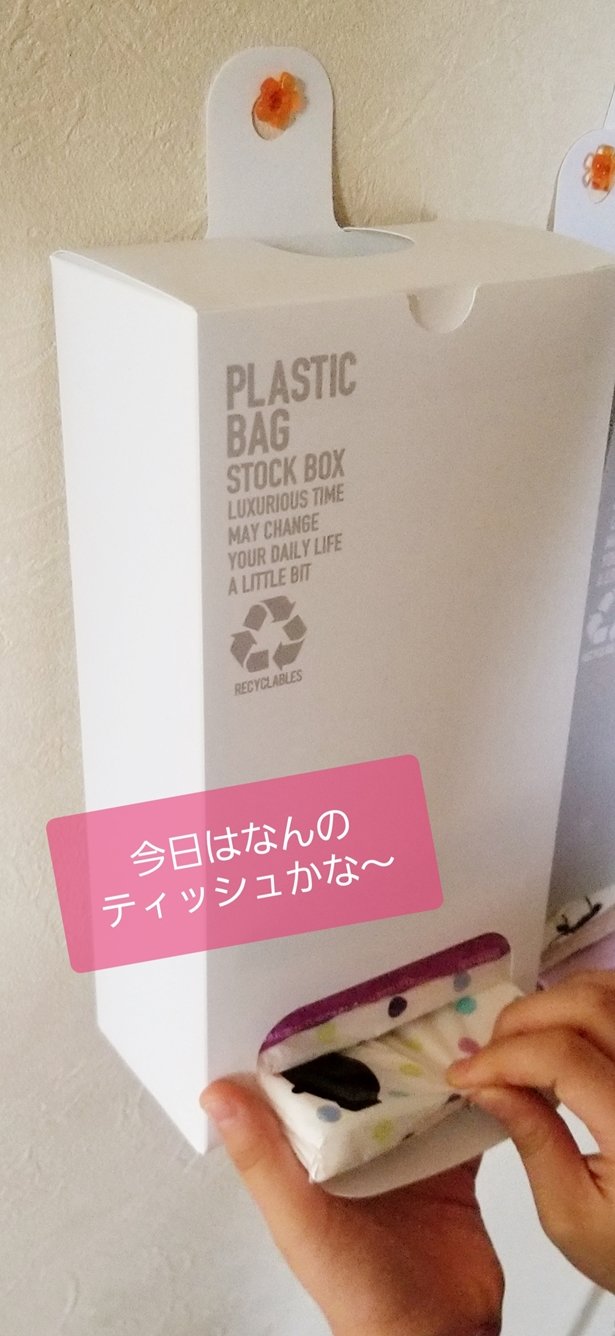 PLASTIC
BAG
STOCK BOX
LUXURIOUS TIME
MAY CHANGE
YOUR DAILY LIFE
A LITTLE BIT
RECYCLABLES
今日はなんの
ティッシュかな〜